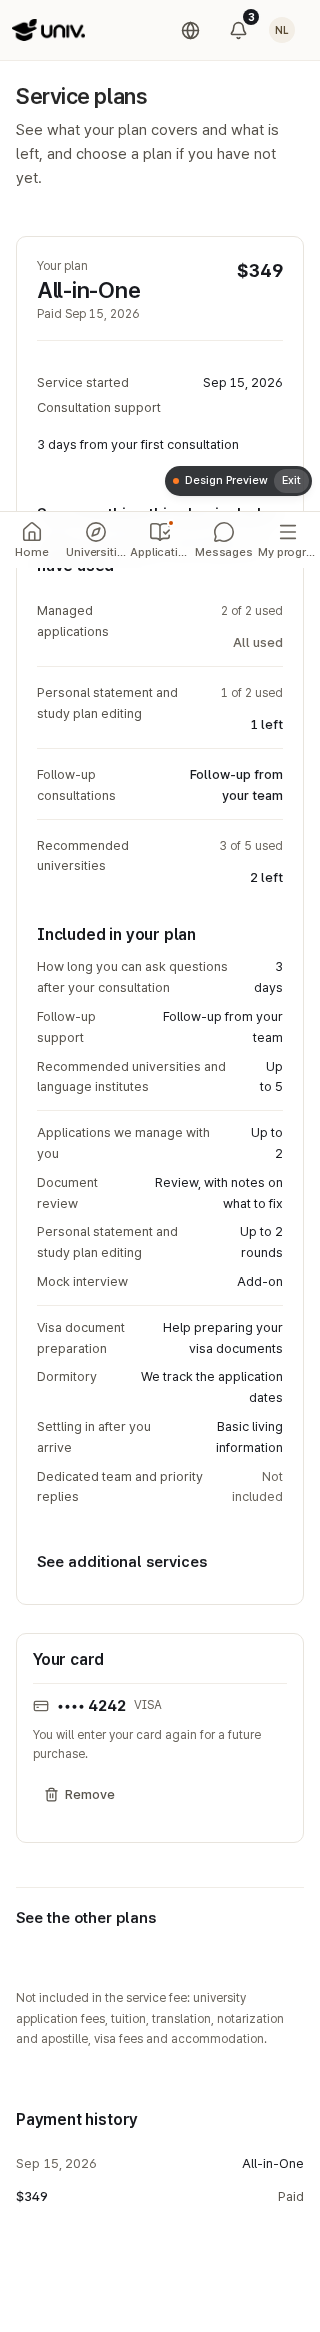 UNIV.
3
NL
Service plans
See what your plan covers and what is
left, and choose a plan if you have not
yet.
Your plan
$349
All-in-One
Paid Sep 15, 2026
Service started
Sep 15, 2026
Consultation support
3 days from your first consultation
Design Preview
Exit
Home
Universiti...
Applicati...
Messages
My progr...
have used
Managed
applications
2 of 2 used
All used
Personal statement and
study plan editing
1 of 2 used
1 left
Follow-up
consultations
Follow-up from
your team
Recommended
universities
3 of 5 used
2 left
Included in your plan
How long you can ask questions
after your consultation
3
days
Follow-up
support
Follow-up from your
team
Recommended universities and
language institutes
Up
to 5
Applications we manage with
you
Up to
2
Document
review
Review, with notes on
what to fix
Personal statement and
study plan editing
Up to 2
rounds
Mock interview
Add-on
Visa document
preparation
Help preparing your
visa documents
Dormitory
We track the application
dates
Settling in after you
arrive
Basic living
information
Dedicated team and priority
replies
Not
included
See additional services
Your card
•••• 4242 VISA
You will enter your card again for a future
purchase.
Remove
See the other plans
Not included in the service fee: university
application fees, tuition, translation, notarization
and apostille, visa fees and accommodation.
Payment history
Sep 15, 2026
All-in-One
$349
Paid